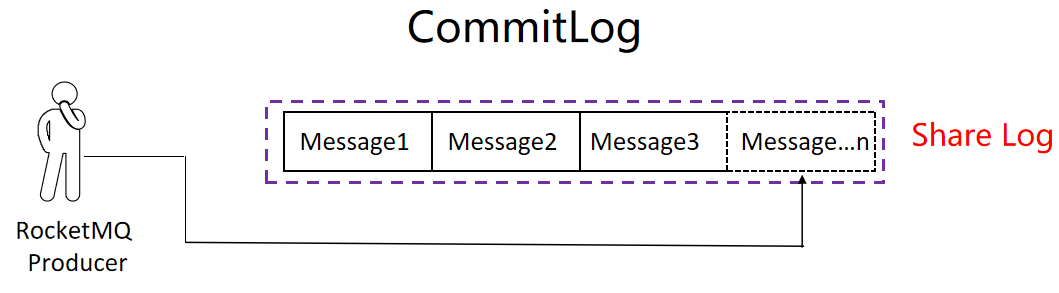 CommitLog
Message1 Message2 Message3 Message...n
Share Log
RocketMQ
Producer